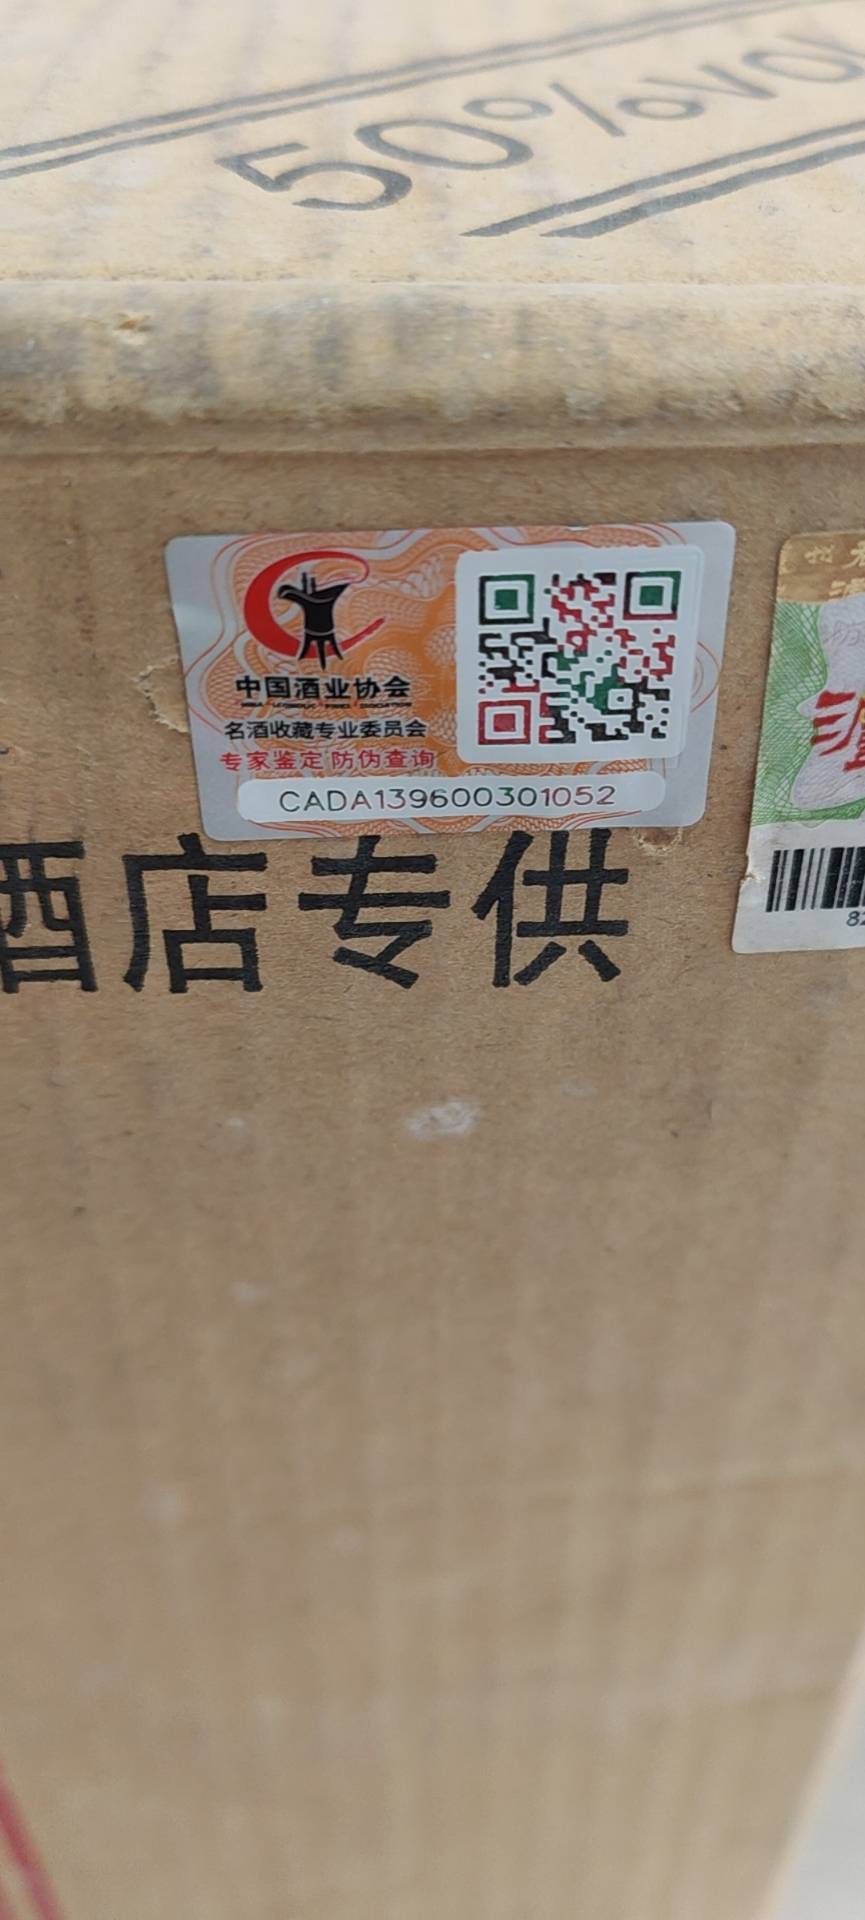 50%vol
中国酒业协会
名酒收藏专业委员会
专家鉴定 防伪查询
CADA139600301052
酒店专供
82